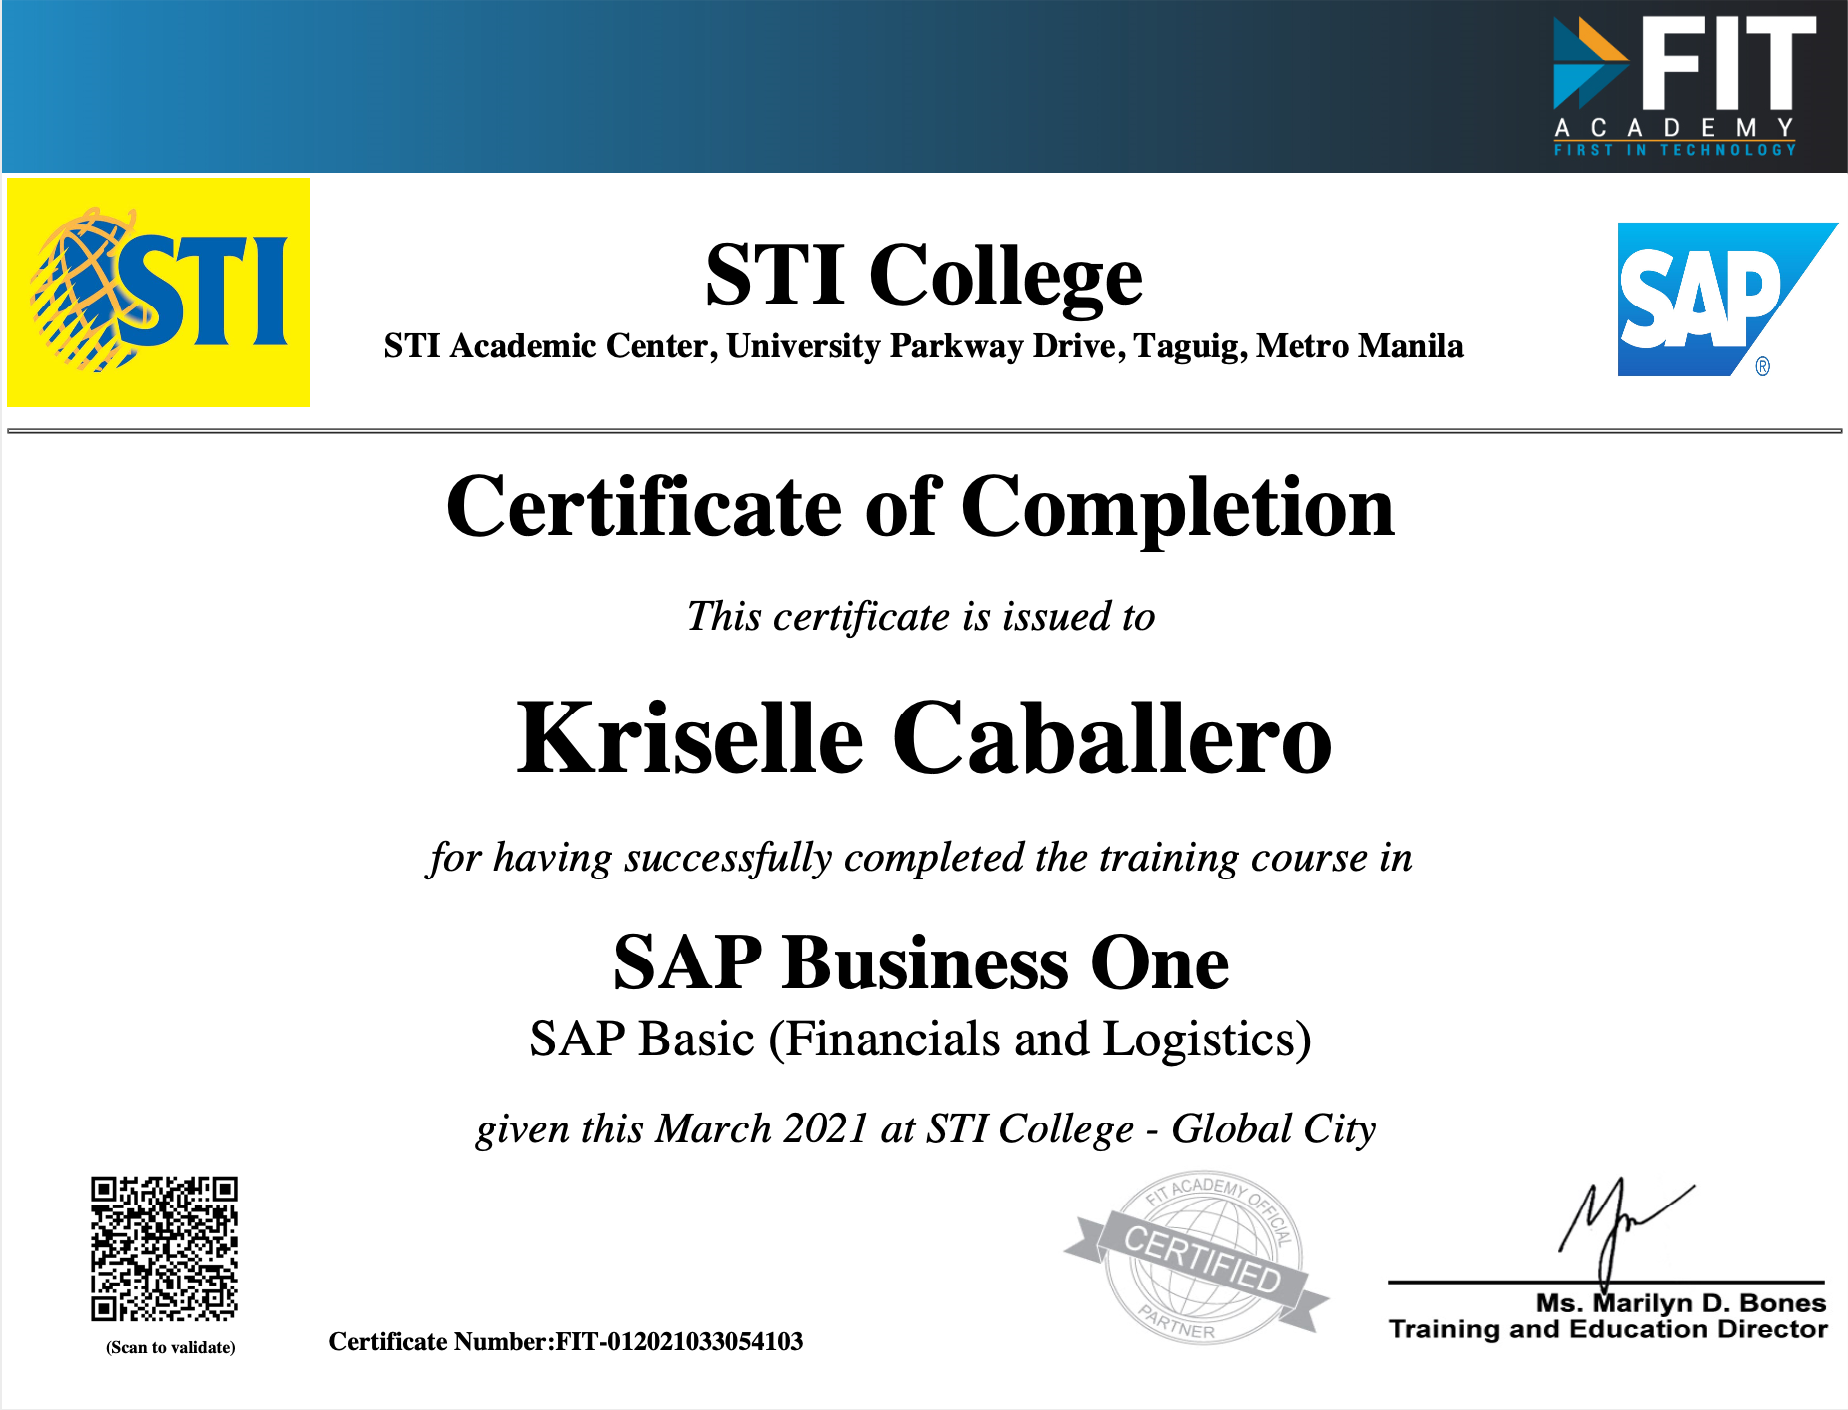 FIT
ACADEMY
FIRST IN TECHNOLOGY
STI
STI College
STI Academic Center, University Parkway Drive, Taguig, Metro Manila
SAP
®
Certificate of Completion
This certificate is issued to
Kriselle Caballero
for having successfully completed the training course in
SAP Business One
SAP Basic (Financials and Logistics)
given this March 2021 at STI College - Global City
(Scan to validate)
Certificate Number:FIT-012021033054103
FIT ACADEMY OFFICIAL
CERTIFIED
PARTNER
Ms. Marilyn D. Bones
Training and Education Director